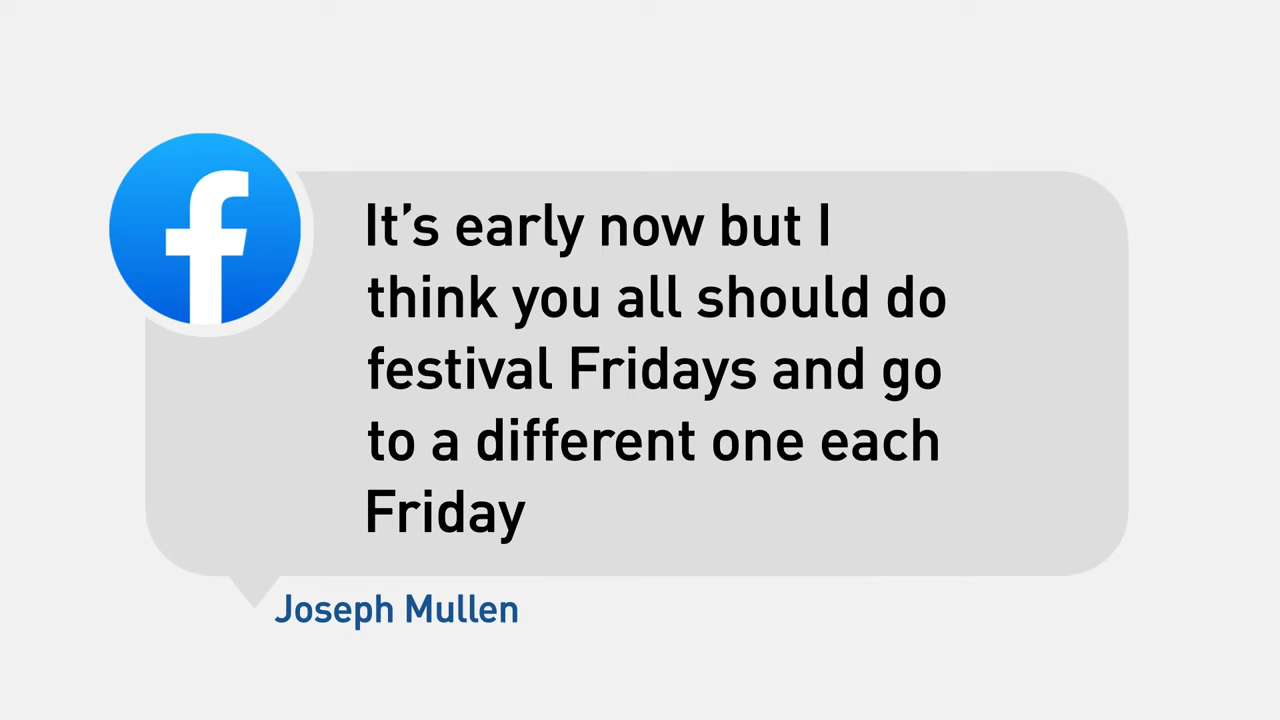 It's early now but I
think you all should do
festival Fridays and go
to a different one each
Friday
Joseph Mullen